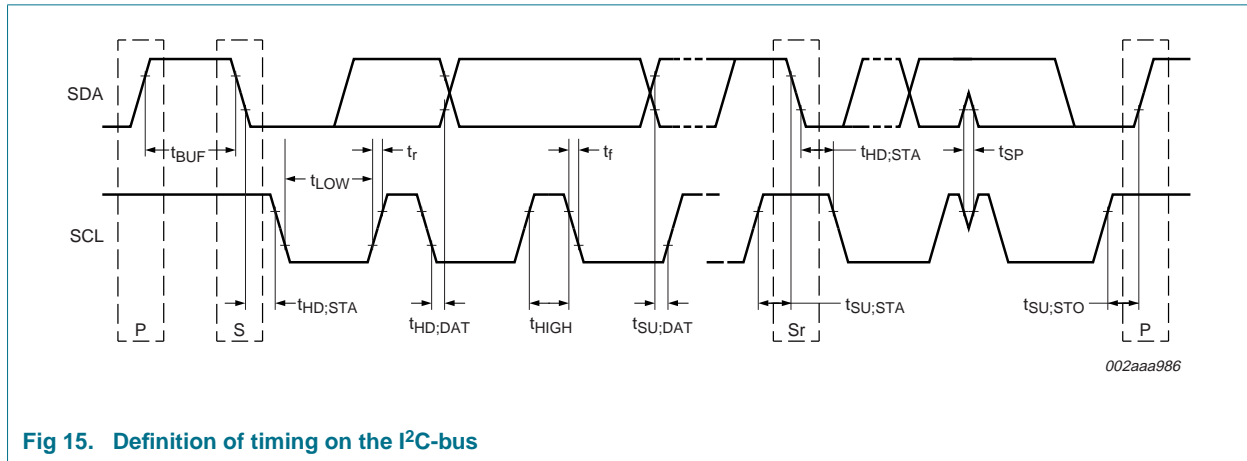 SDA
tBUF
tLOW
tr
tf
tHD;STA
tSP
SCL
tHD;STA
tHD;DAT
tHIGH
tSU;DAT
tSU;STA
tSU;STO
P
S
Sr
P
002aaa986
Fig 15. Definition of timing on the I²C-bus